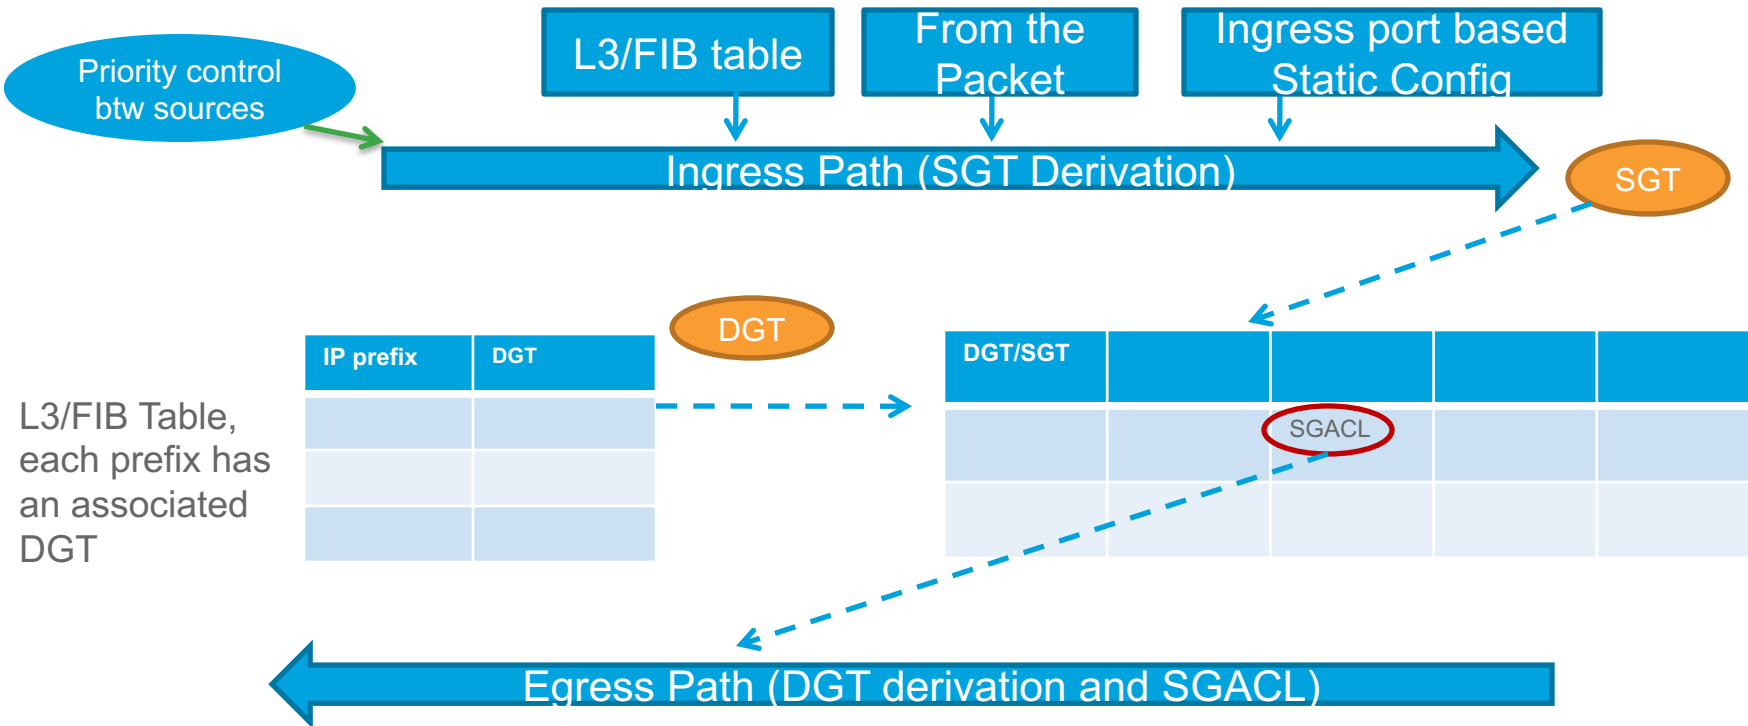 Priority control
btw sources
L3/FIB table
From the
Packet
Ingress port based
Static Config
Ingress Path (SGT Derivation)
SGT
DGT
IP prefix
DGT
DGT/SGT
SGACL
L3/FIB Table,
each prefix has
an associated
DGT
Egress Path (DGT derivation and SGACL)